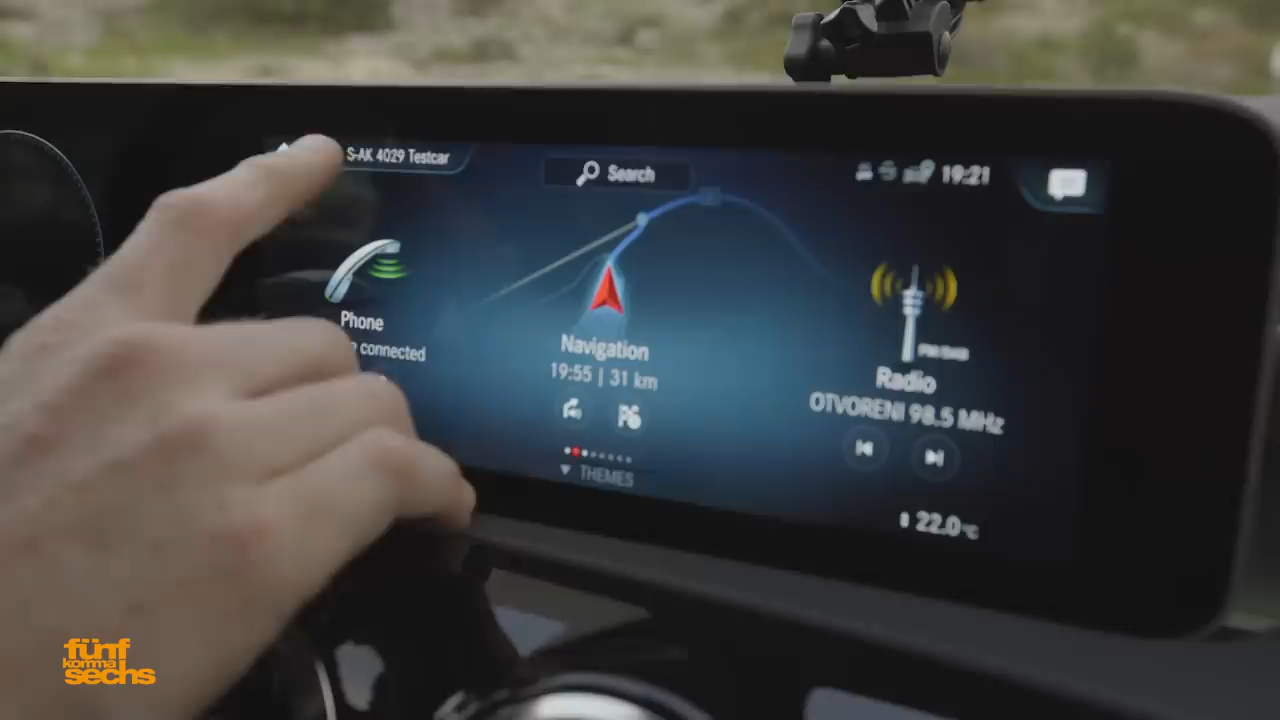 S-AK 4029 Testcar
Search
19:21
Phone
connected
Navigation
19:55 | 31 km
Radio
OTVORENI 98.5 MHz
THEMES
22.0°C
fünf
komma
sechs